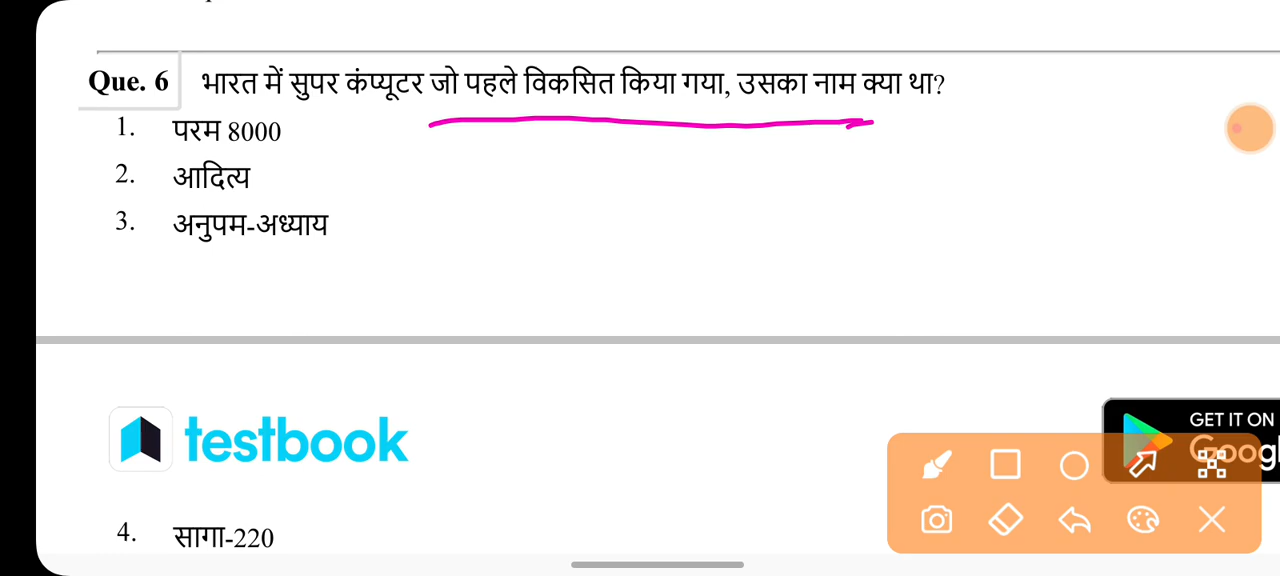 Que. 6 भारत में सुपर कंप्यूटर जो पहले विकसित किया गया, उसका नाम क्या था?
1. परम 8000
2. आदित्य
3. अनुपम-अध्याय
testbook
GET IT ON
Googl
4. सागा-220